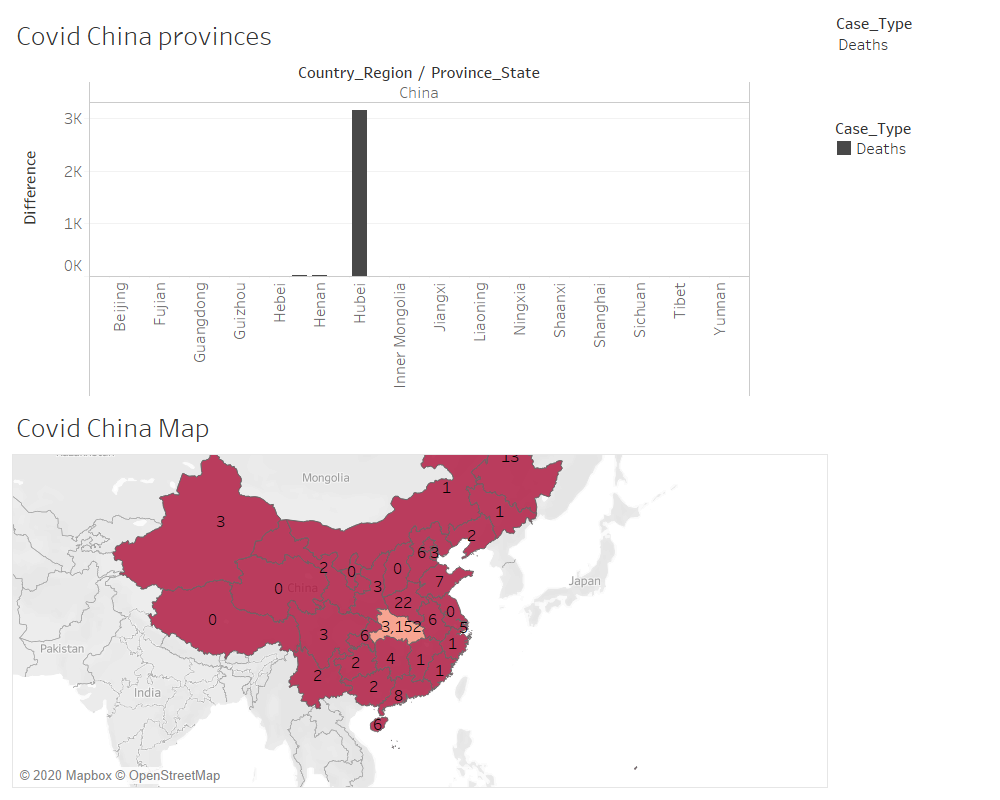 Covid China provinces
Case_Type
Deaths
Country_Region / Province_State
China
Case_Type
Deaths
Difference
3K
2K
1K
0K
Beijing
Fujian
Guangdong
Guizhou
Hebei
Henan
Hubei
Inner Mongolia
Jiangxi
Liaoning
Ningxia
Shaanxi
Shanghai
Sichuan
Tibet
Yunnan
Covid China Map
13
Mongolia
1
3
1
2
6 3
2 0 0
Japan
7
0 China 3
22
0 6 0
3,152 5
3 6
1
Pakistan
2 4 1
2 1
India
2 8
6
© 2020 Mapbox © OpenStreetMap